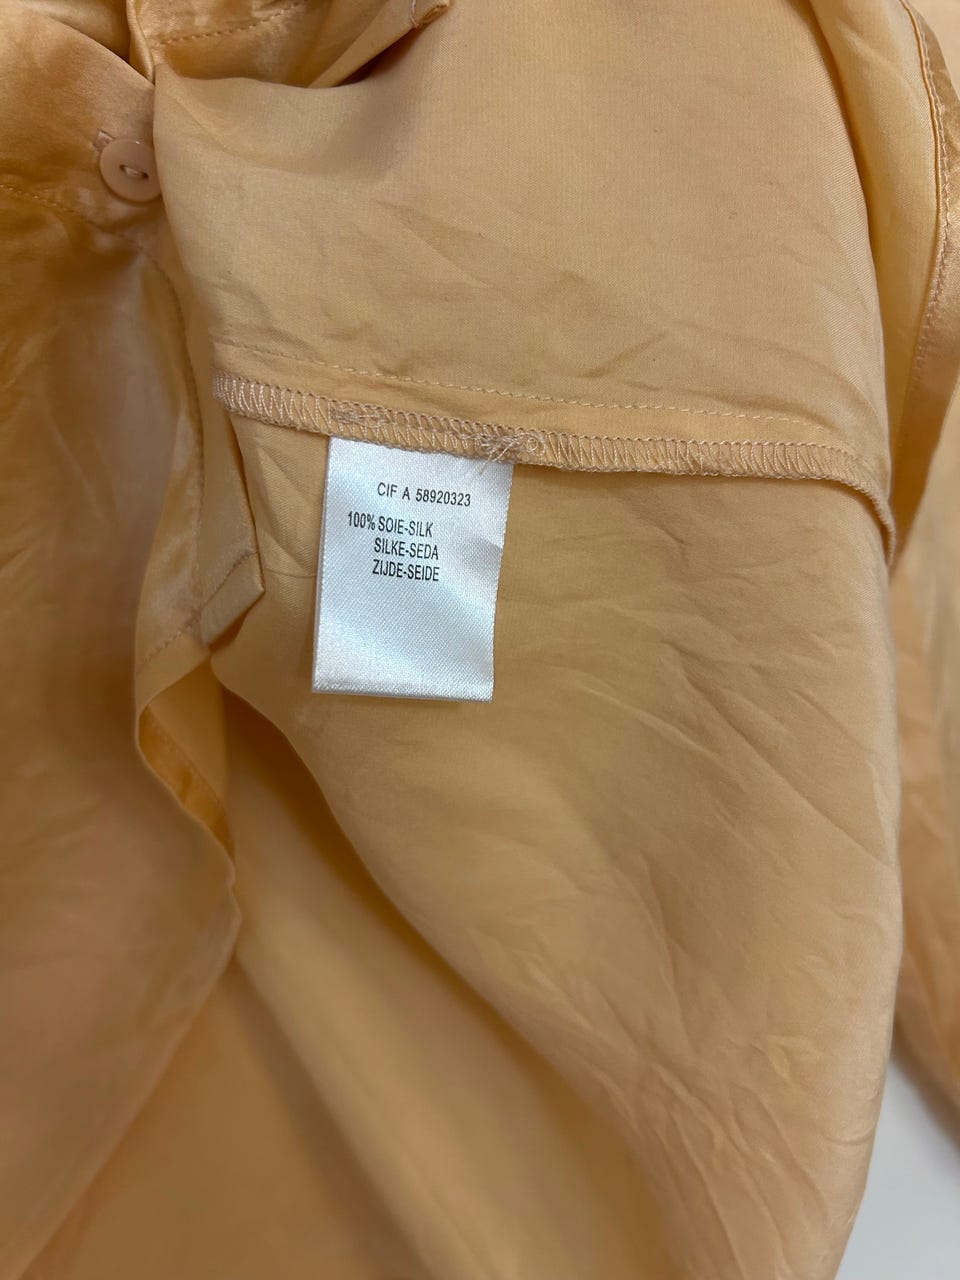 CIF A 58920323
100% SOIE-SILK
SILKE-SEDA
ZIJDE-SEIDE